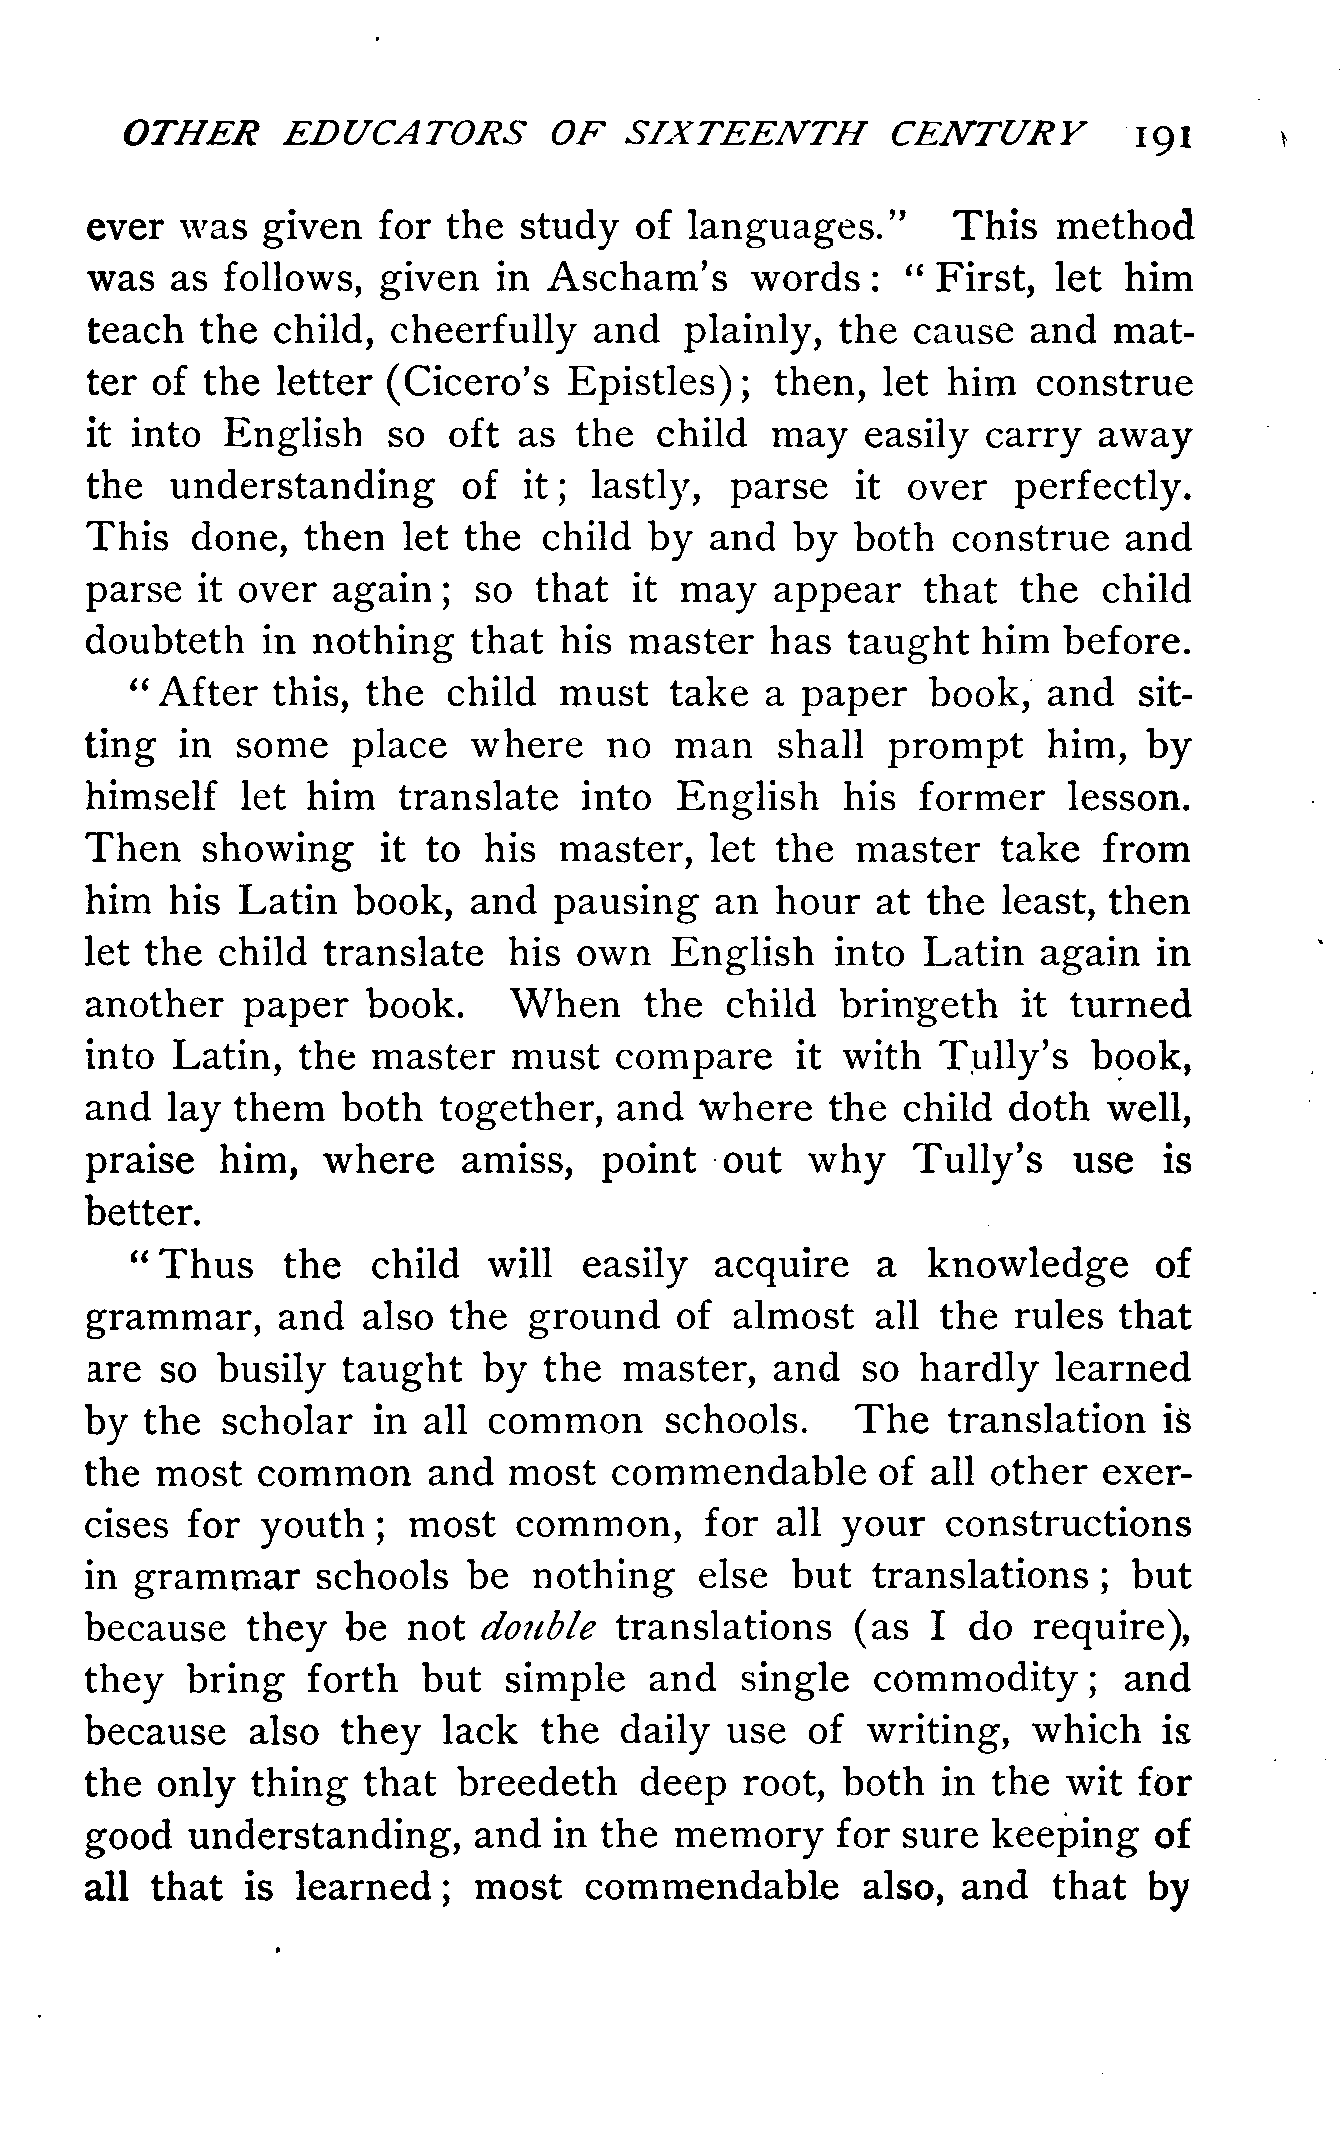 OTHER EDUCATORS OF SIXTEENTH CENTURY 191
ever was given for the study of languages." This method
was as follows, given in Ascham's words: "First, let him
teach the child, cheerfully and plainly, the cause and mat-
ter of the letter (Cicero's Epistles); then, let him construe
it into English so oft as the child may easily carry away
the understanding of it; lastly, parse it over perfectly.
This done, then let the child by and by both construe and
parse it over again; so that it may appear that the child
doubteth in nothing that his master has taught him before.
"After this, the child must take a paper book, and sit-
ting in some place where no man shall prompt him, by
himself let him translate into English his former lesson.
Then showing it to his master, let the master take from
him his Latin book, and pausing an hour at the least, then
let the child translate his own English into Latin again in
another paper book. When the child bringeth it turned
into Latin, the master must compare it with Tully's book,
and lay them both together, and where the child doth well,
praise him, where amiss, point out why Tully's use is
better.
"Thus the child will easily acquire a knowledge of
grammar, and also the ground of almost all the rules that
are so busily taught by the master, and so hardly learned
by the scholar in all common schools. The translation is
the most common and most commendable of all other exer-
cises for youth; most common, for all your constructions
in grammar schools be nothing else but translations; but
because they be not double translations (as I do require),
they bring forth but simple and single commodity; and
because also they lack the daily use of writing, which is
the only thing that breedeth deep root, both in the wit for
good understanding, and in the memory for sure keeping of
all that is learned; most commendable also, and that by